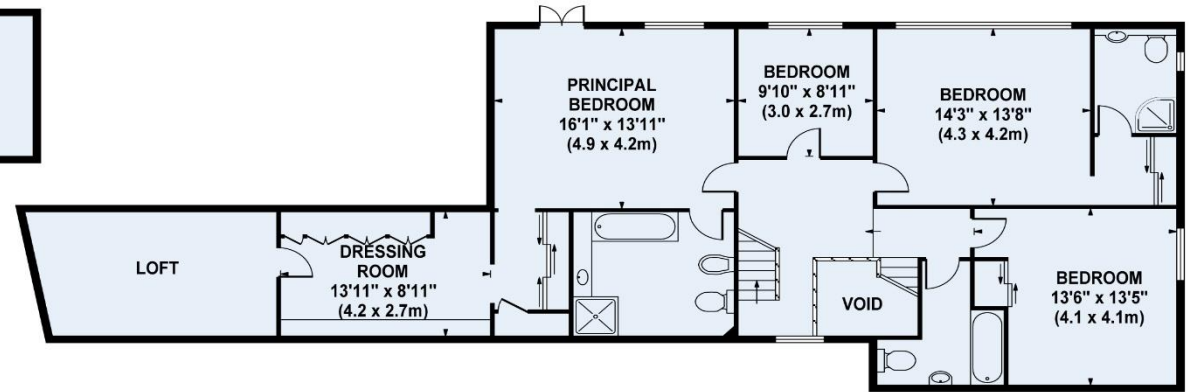 PRINCIPAL
BEDROOM
16'1" x 13'11"
(4.9 x 4.2m)
BEDROOM
9'10" x 8'11"
(3.0 x 2.7m)
BEDROOM
14'3" x 13'8"
(4.3 x 4.2m)
LOFT
DRESSING
ROOM
13'11" x 8'11"
(4.2 x 2.7m)
VOID
BEDROOM
13'6" x 13'5"
(4.1 x 4.1m)